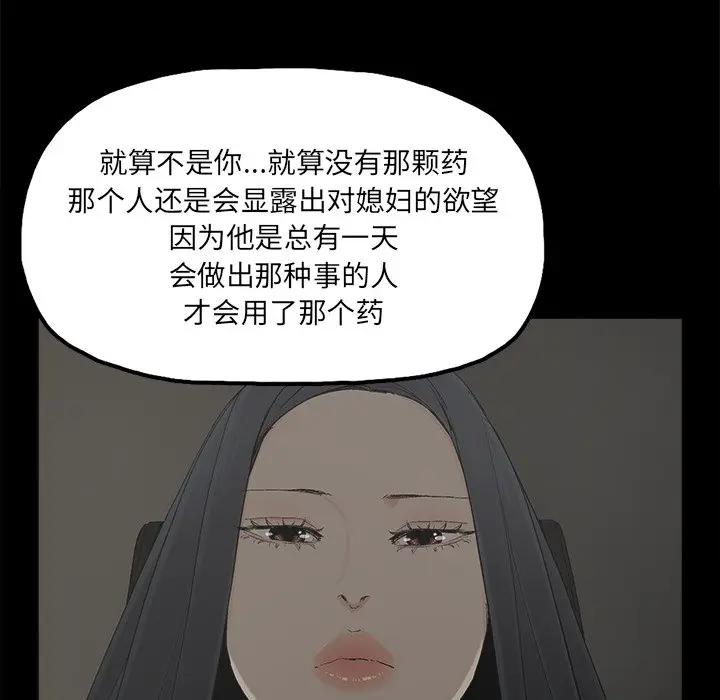 就算不是你...就算没有那颗药
那个人还是会显露出对媳妇的欲望
因为他是总有一天
会做出那种事的人
才会用了那个药